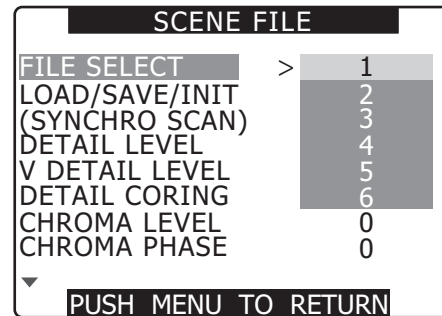 SCENE FILE
FILE SELECT > 1
LOAD/SAVE/INIT 2
(SYNCHRO SCAN) 3
DETAIL LEVEL 4
V DETAIL LEVEL 5
DETAIL CORING 6
CHROMA LEVEL 0
CHROMA PHASE 0
PUSH MENU TO RETURN